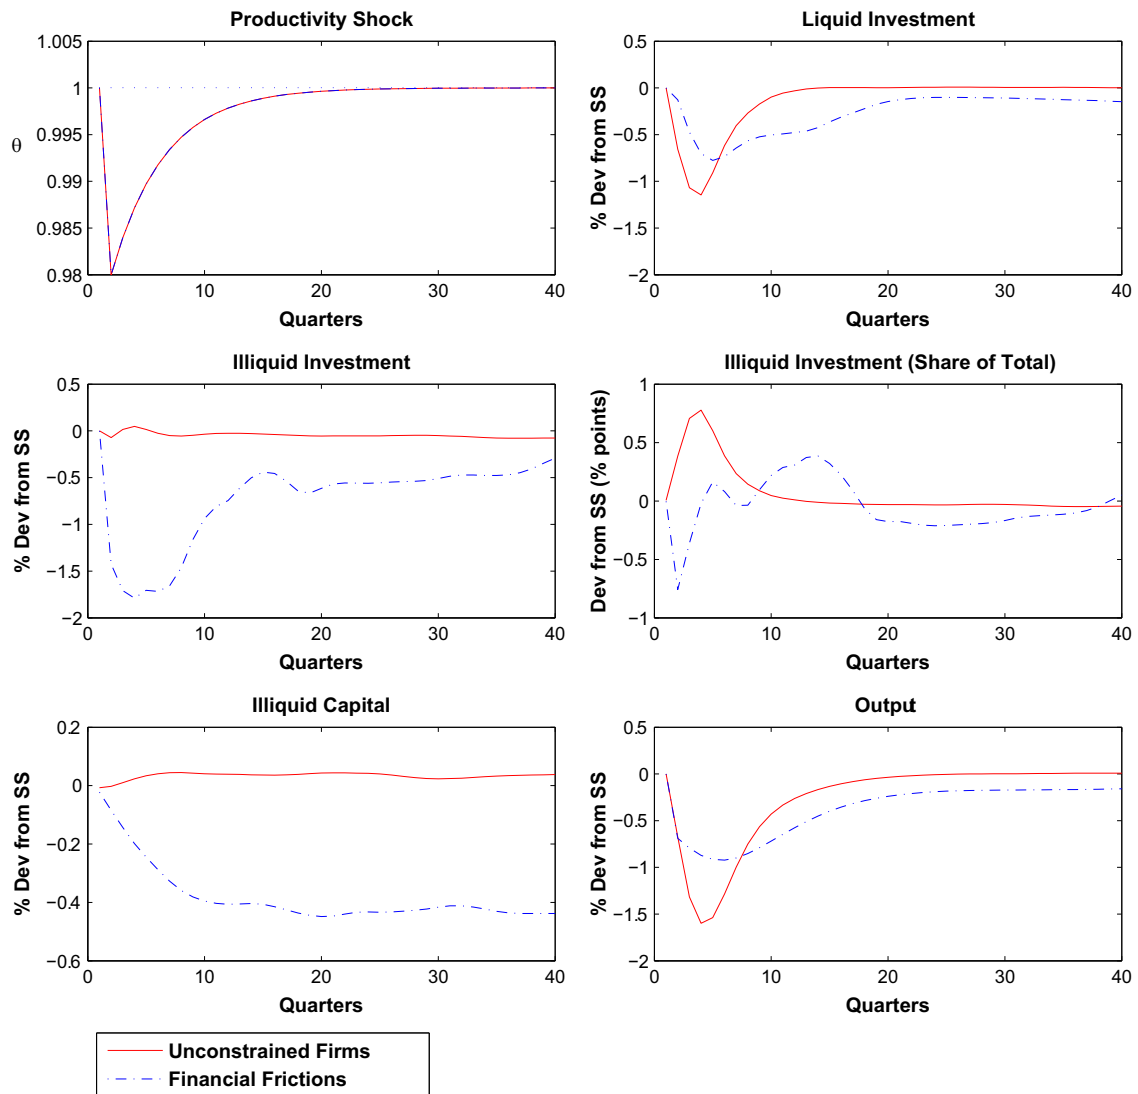 Productivity Shock
1.005
1
0.995
θ
0.99
0.985
0.98
0 10 20 30 40
Quarters
Liquid Investment
0.5
0
−0.5
% Dev from SS
−1
−1.5
−2
0 10 20 30 40
Quarters
Illiquid Investment
0.5
0
−0.5
% Dev from SS
−1
−1.5
−2
0 10 20 30 40
Quarters
Illiquid Investment (Share of Total)
1
0.5
Dev from SS (% points)
0
−0.5
−1
0 10 20 30 40
Quarters
Illiquid Capital
0.2
0
% Dev from SS
−0.2
−0.4
−0.6
0 10 20 30 40
Quarters
Output
0.5
0
−0.5
% Dev from SS
−1
−1.5
−2
0 10 20 30 40
Quarters
Unconstrained Firms
Financial Frictions